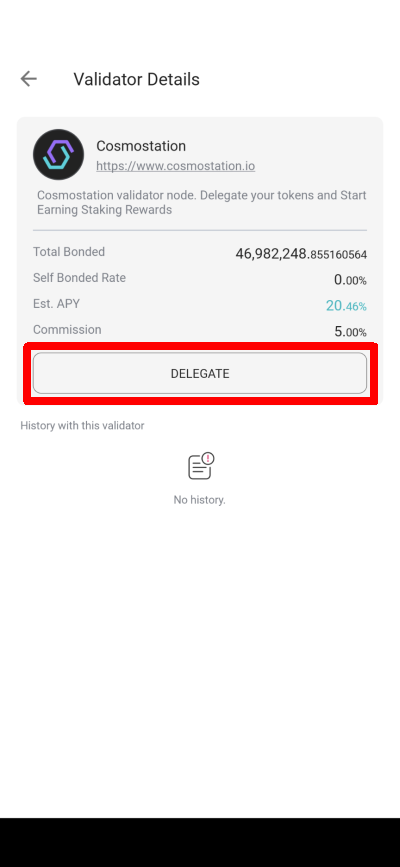 Validator Details
Cosmostation
https://www.cosmostation.io
Cosmostation validator node. Delegate your tokens and Start
Earning Staking Rewards
Total Bonded 46,982,248.855160564
Self Bonded Rate 0.00%
Est. APY 20.46%
Commission 5.00%
DELEGATE
History with this validator
No history.